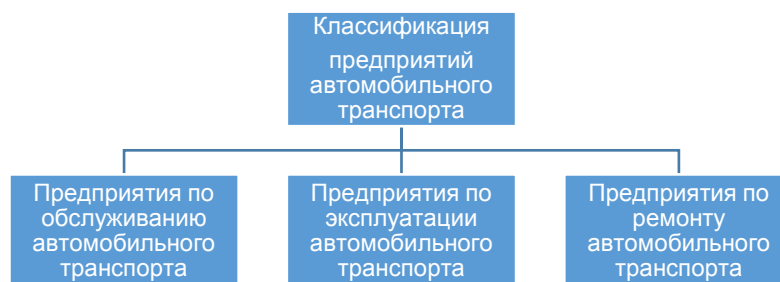 Классификация
предприятий
автомобильного
транспорта
Предприятия по
обслуживанию
автомобильного
транспорта
Предприятия по
эксплуатации
автомобильного
транспорта
Предприятия по
ремонту
автомобильного
транспорта